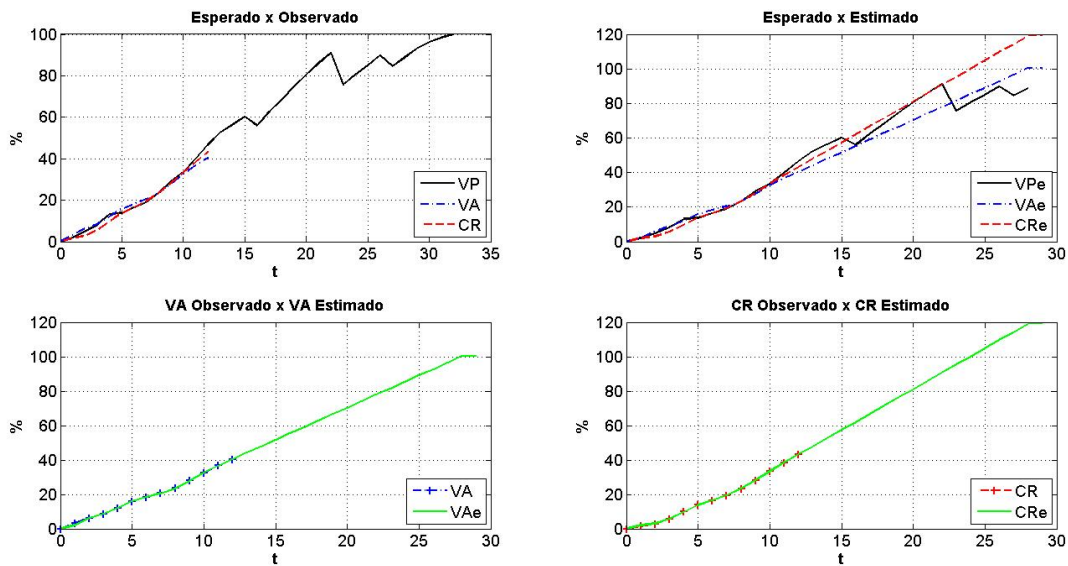 Esperado x Observado
100
80
60
40
20
0
%
0 5 10 15 20 25 30 35
t
VP
VA
CR
Esperado x Estimado
120
100
80
60
40
20
0
%
0 5 10 15 20 25 30
t
VPe
VAe
CRe
VA Observado x VA Estimado
120
100
80
60
40
20
0
%
0 5 10 15 20 25 30
t
VA
VAe
CR Observado x CR Estimado
120
100
80
60
40
20
0
%
0 5 10 15 20 25 30
t
CR
CRe